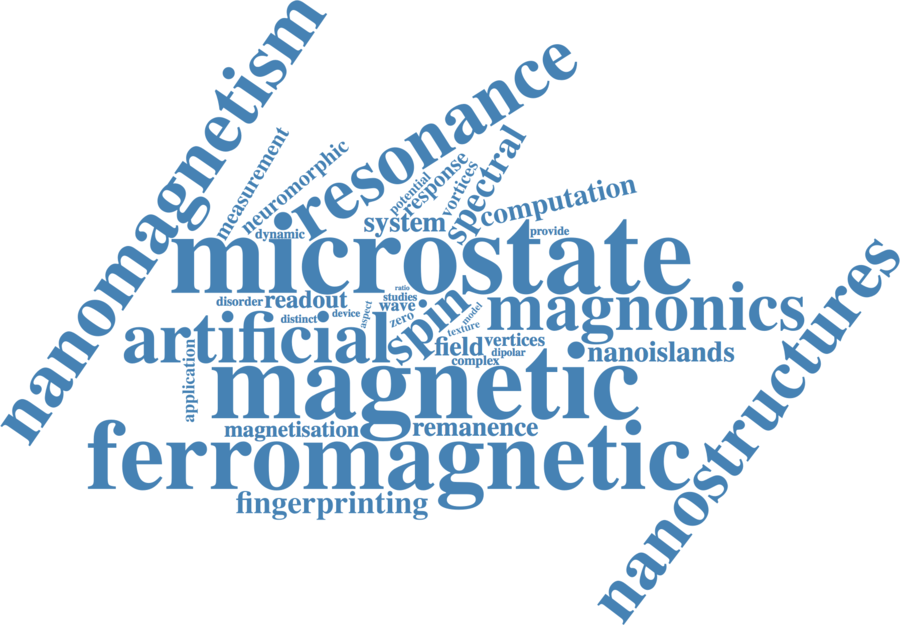 nanomagnetism
resonance
measurement
neuromorphic
potential
response
vortices
spectral
computation
system
dynamic
provide
microstate
nanostructures
disorder
readout
ratio
studies
wave
spin
model
magnonics
distinct
device
aspect
zero
texture
artificial
field
vertices
dipolar
complex
nanoislands
application
magnetic
magnetisation
remanence
ferromagnetic
fingerprinting